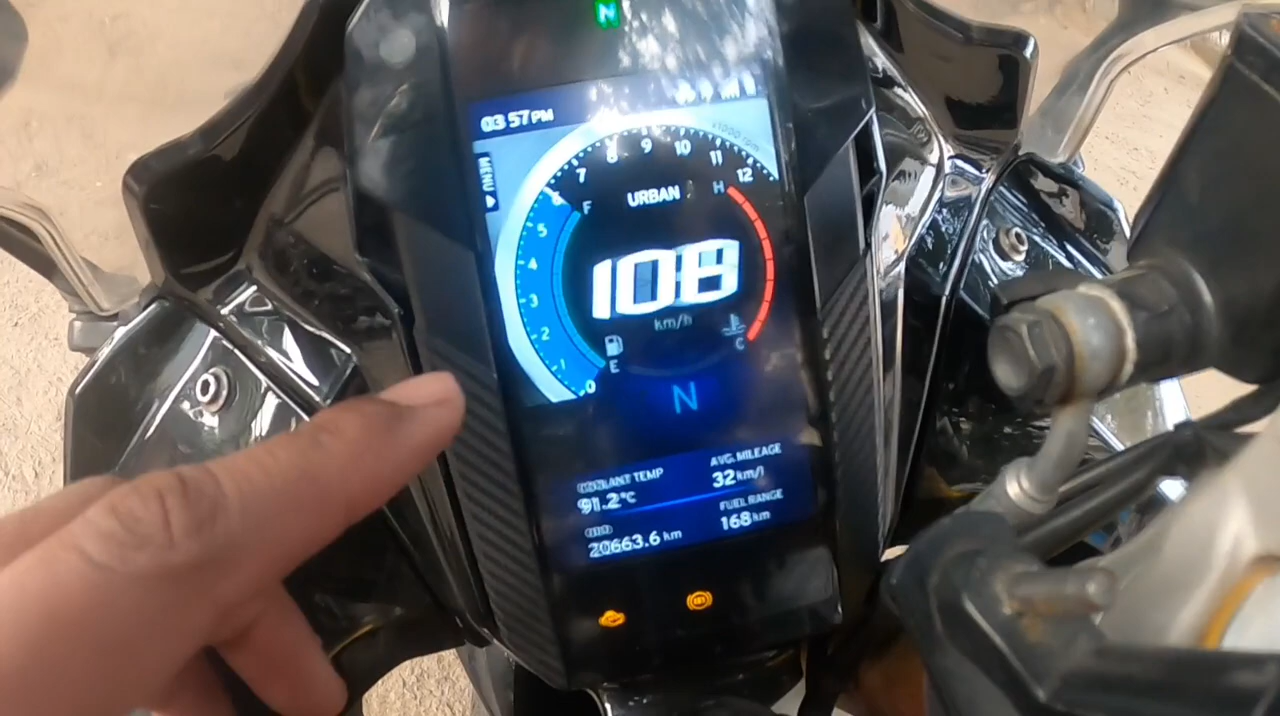 N
03:57 PM
x1000 rpm
MENU
0 1 2 3 4 5 6 7 8 9 10 11 12
F
URBAN
H
108
km/h
E
C
N
COOLANT TEMP
91.2°C
AVG. MILEAGE
32 km/l
20663.6 km
FUEL RANGE
168 km